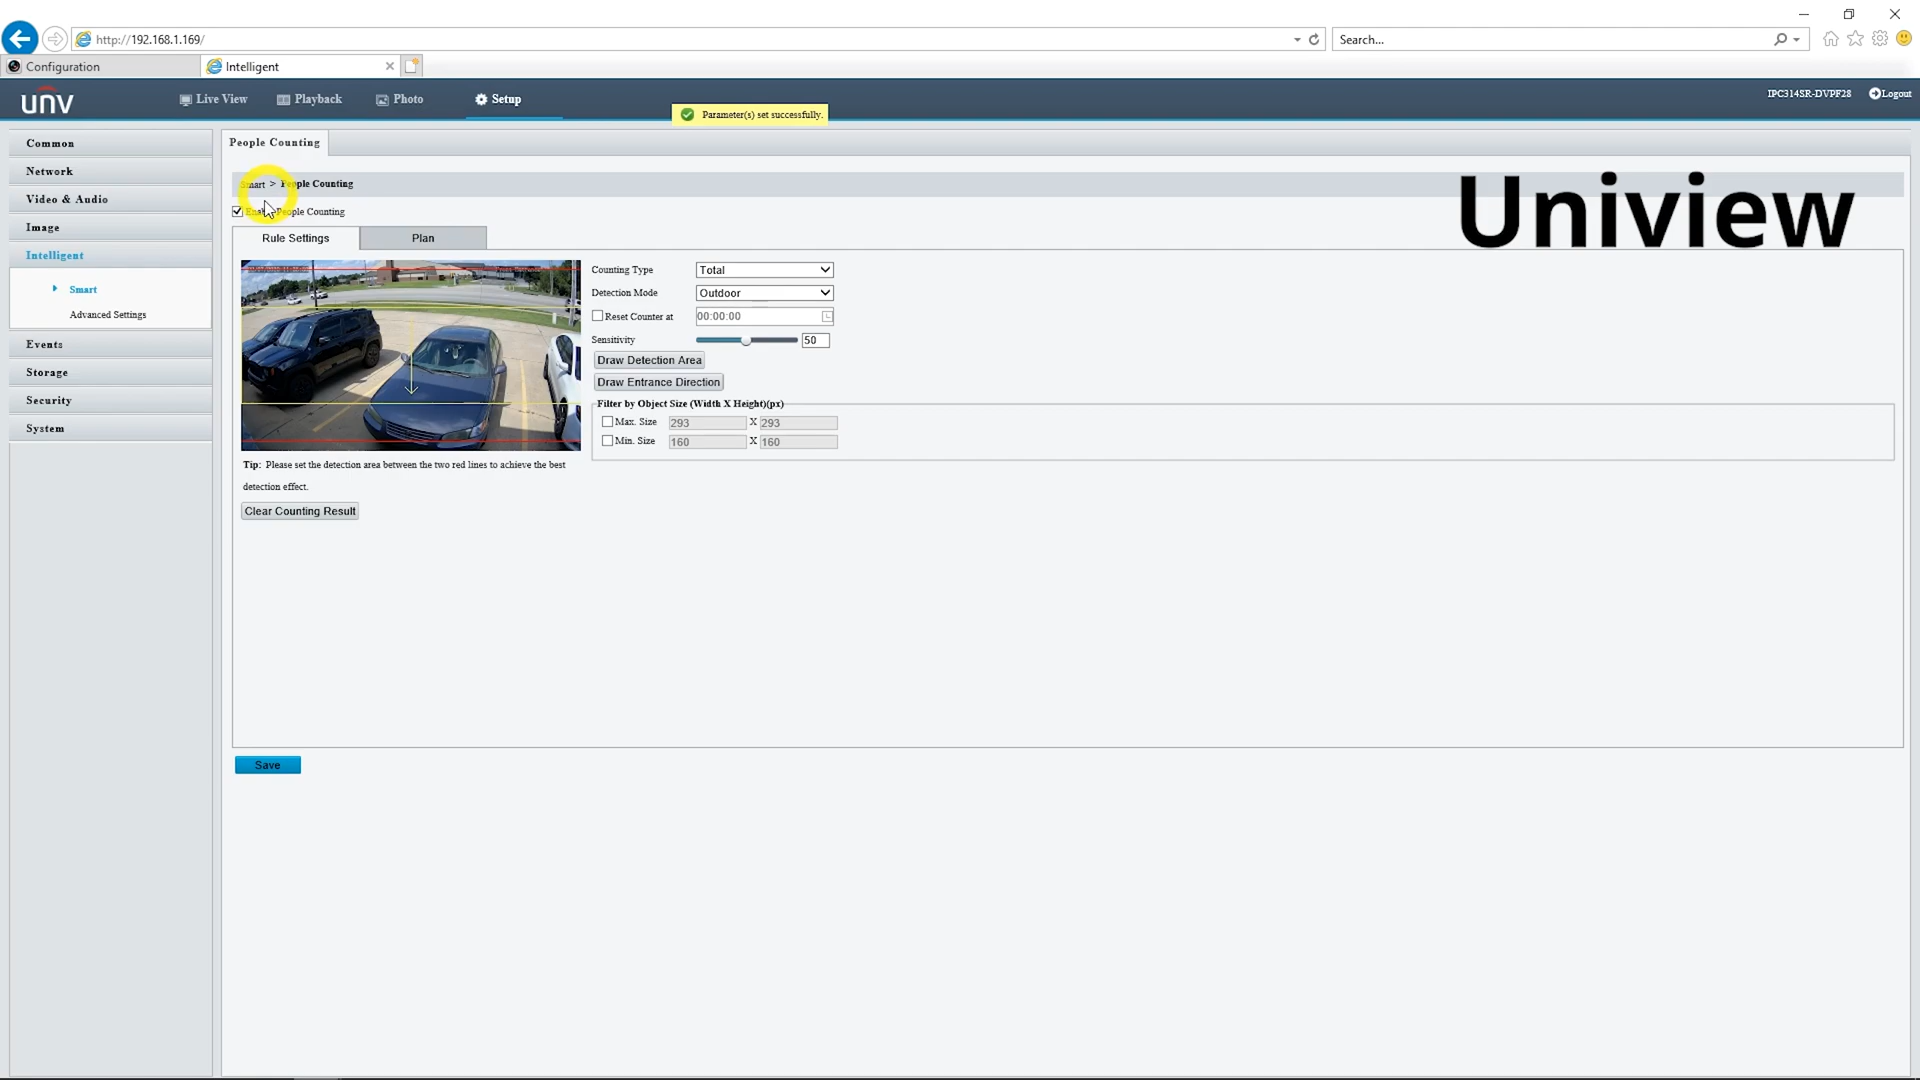 http://192.168.1.169/
Search...
Configuration
Intelligent
unv
Live View
Playback
Photo
Setup
IPC314SR-DVPF28
Logout
Parameter(s) set successfully.
Common
Network
Video & Audio
Image
Intelligent
Smart
Advanced Settings
Events
Storage
Security
System
People Counting
Smart > People Counting
Uniview
People Counting
Rule Settings
Plan
Counting Type Total
Detection Mode Outdoor
Reset Counter at 00:00:00
Sensitivity 50
Draw Detection Area
Draw Entrance Direction
Filter by Object Size (Width X Height)(px)
Max. Size 293 X 293
Min. Size 160 X 160
Tip: Please set the detection area between the two red lines to achieve the best
detection effect.
Clear Counting Result
Save